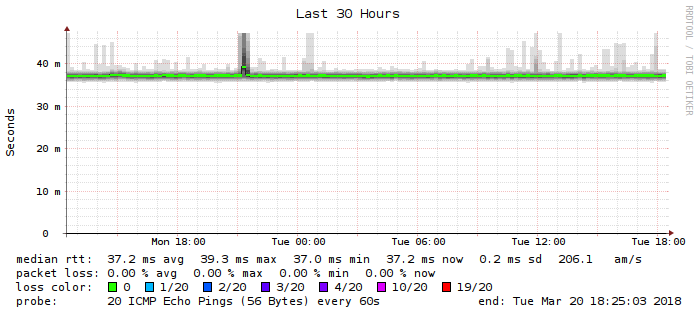 Last 30 Hours
RRDTOOL / TOBI OETIKER
Seconds
40 m
30 m
20 m
10 m
0
Mon 18:00 Tue 00:00 Tue 06:00 Tue 12:00 Tue 18:00
median rtt: 37.2 ms avg 39.3 ms max 37.0 ms min 37.2 ms now 0.2 ms sd 206.1 am/s
packet loss: 0.00 % avg 0.00 % max 0.00 % min 0.00 % now
loss color: 0 1/20 2/20 3/20 4/20 10/20 19/20
probe: 20 ICMP Echo Pings (56 Bytes) every 60s end: Tue Mar 20 18:25:03 2018